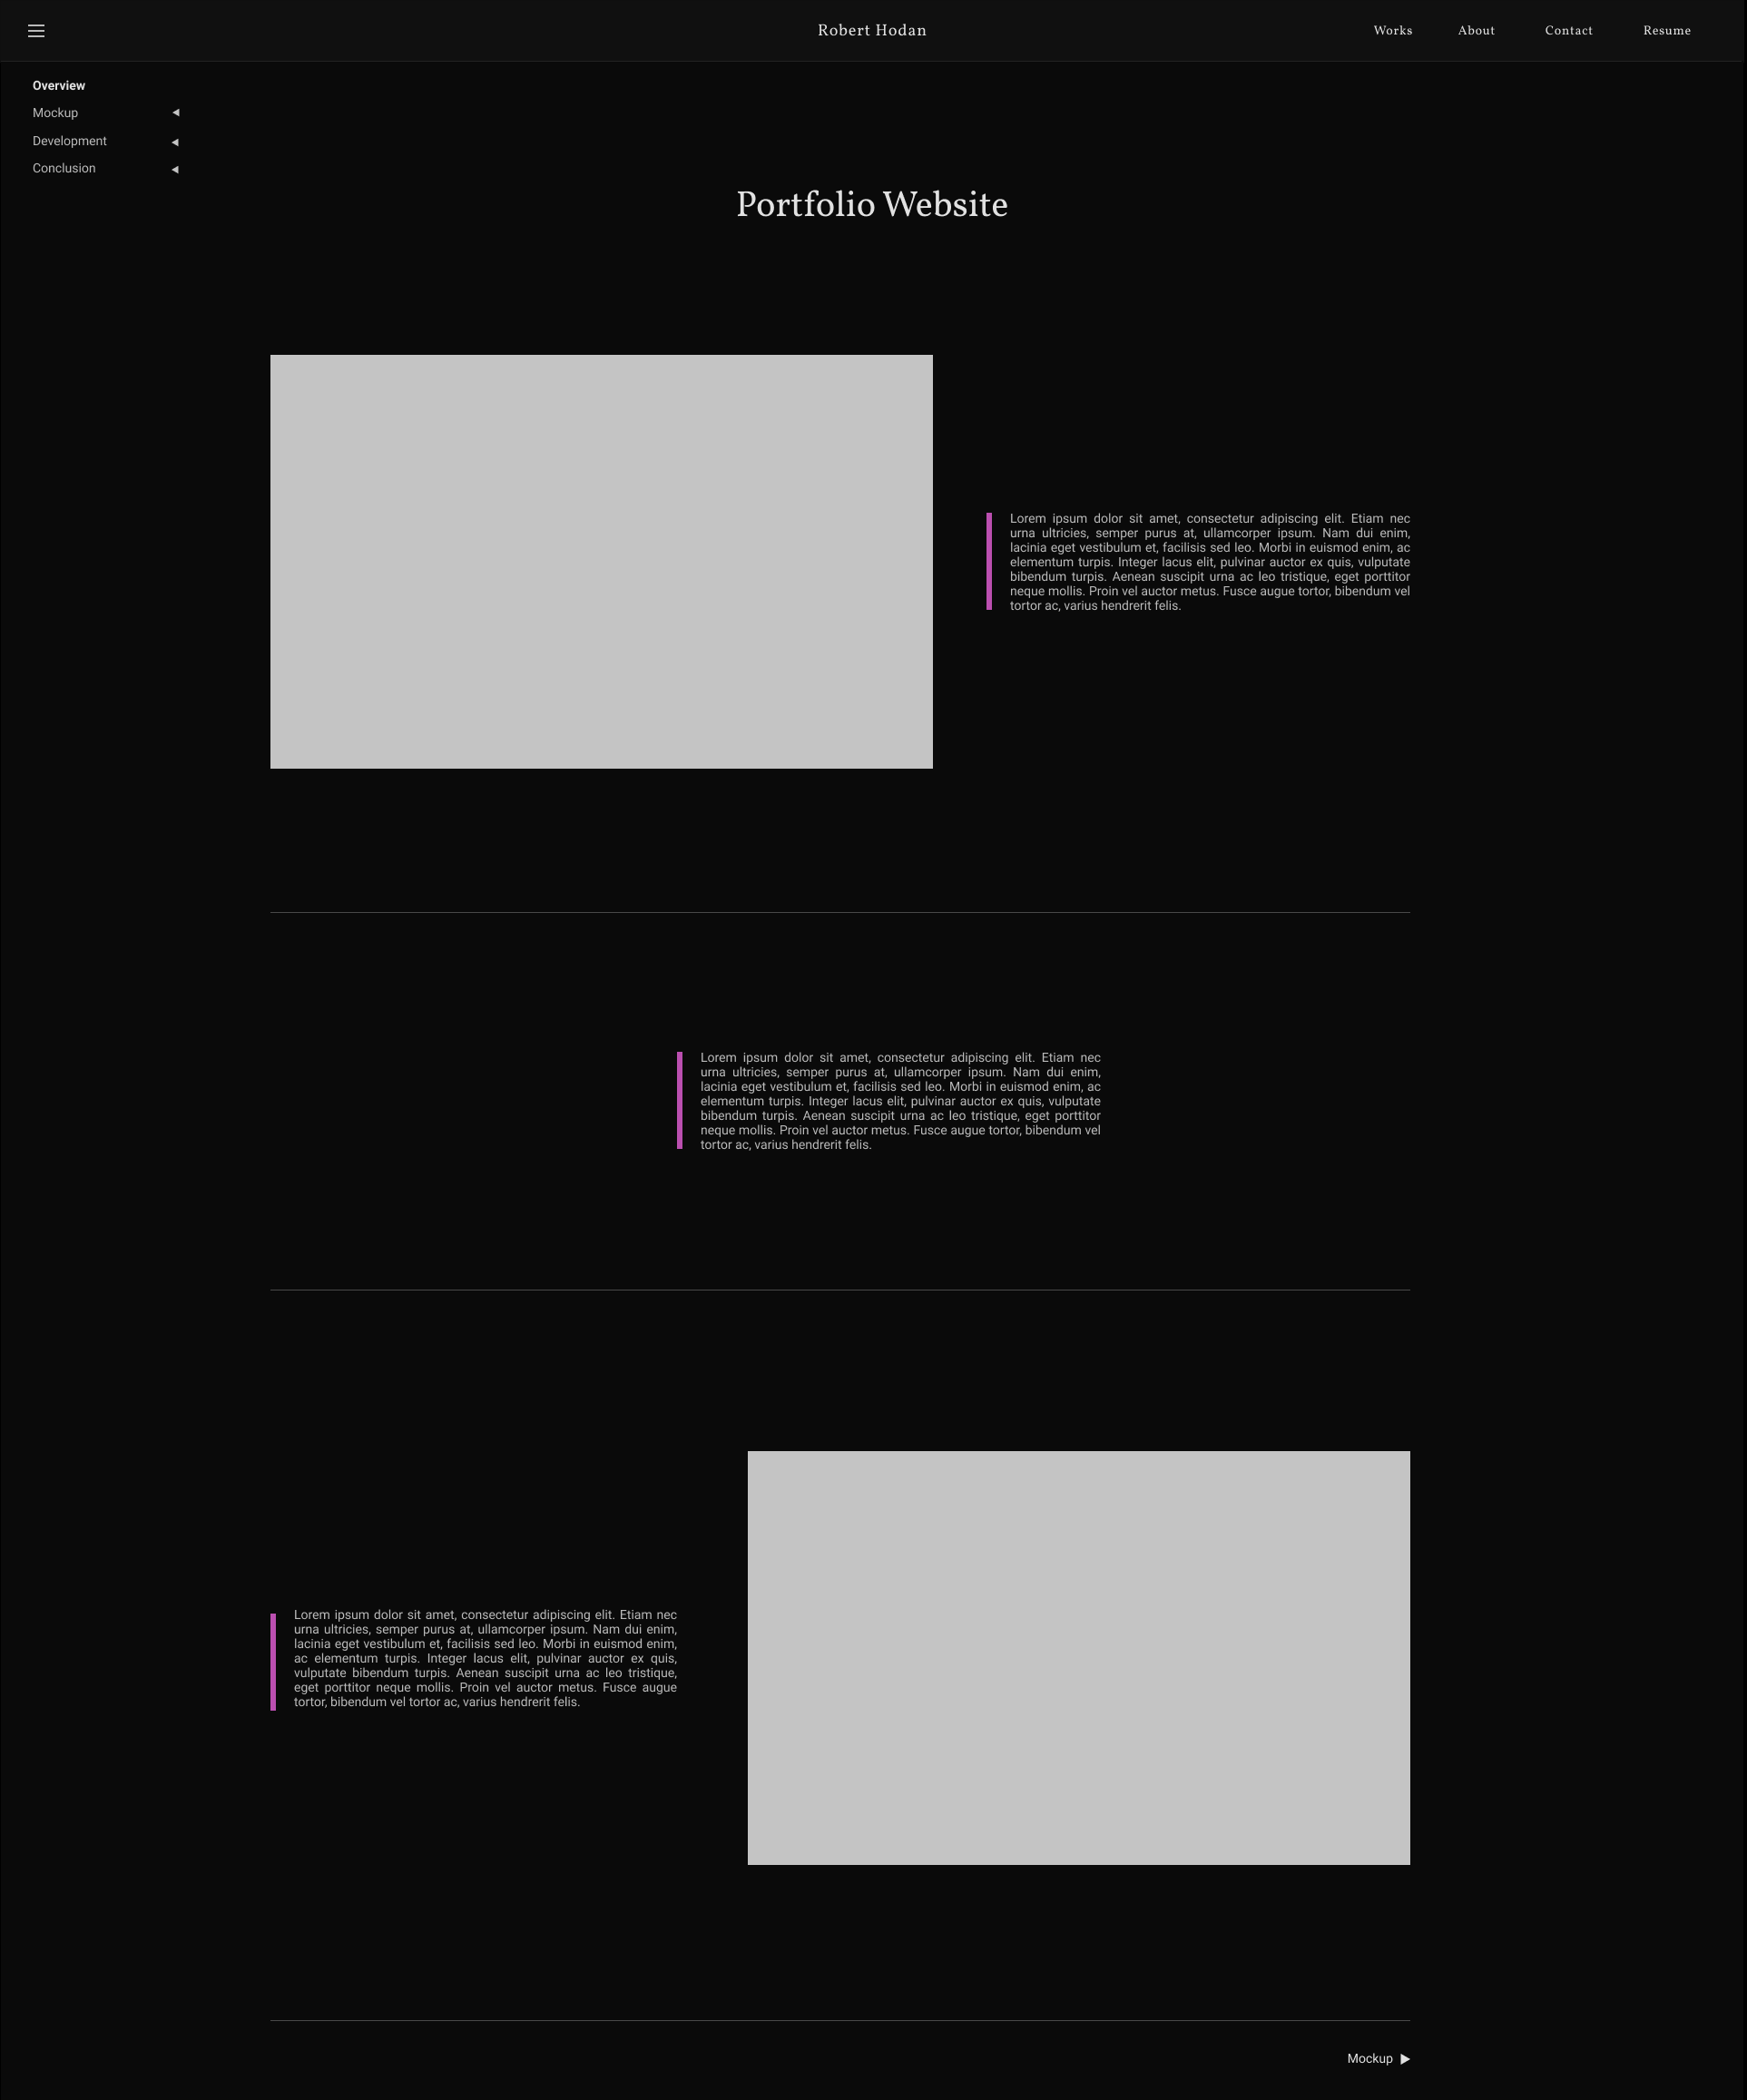 Robert Hodan
Works About Contact Resume
Overview
Mockup
Development
Conclusion
Portfolio Website
Lorem ipsum dolor sit amet, consectetur adipiscing elit. Etiam nec
urna ultricies, semper purus at, ullamcorper ipsum. Nam dui enim,
lacinia eget vestibulum et, facilisis sed leo. Morbi in euismod enim, ac
elementum turpis. Integer lacus elit, pulvinar auctor ex quis, vulputate
bibendum turpis. Aenean suscipit urna ac leo tristique, eget porttitor
neque mollis. Proin vel auctor metus. Fusce augue tortor, bibendum vel
tortor ac, varius hendrerit felis.
Lorem ipsum dolor sit amet, consectetur adipiscing elit. Etiam nec
urna ultricies, semper purus at, ullamcorper ipsum. Nam dui enim,
lacinia eget vestibulum et, facilisis sed leo. Morbi in euismod enim, ac
elementum turpis. Integer lacus elit, pulvinar auctor ex quis, vulputate
bibendum turpis. Aenean suscipit urna ac leo tristique, eget porttitor
neque mollis. Proin vel auctor metus. Fusce augue tortor, bibendum vel
tortor ac, varius hendrerit felis.
Lorem ipsum dolor sit amet, consectetur adipiscing elit. Etiam nec
urna ultricies, semper purus at, ullamcorper ipsum. Nam dui enim,
lacinia eget vestibulum et, facilisis sed leo. Morbi in euismod enim,
ac elementum turpis. Integer lacus elit, pulvinar auctor ex quis,
vulputate bibendum turpis. Aenean suscipit urna ac leo tristique,
eget porttitor neque mollis. Proin vel auctor metus. Fusce augue
tortor, bibendum vel tortor ac, varius hendrerit felis.
Mockup